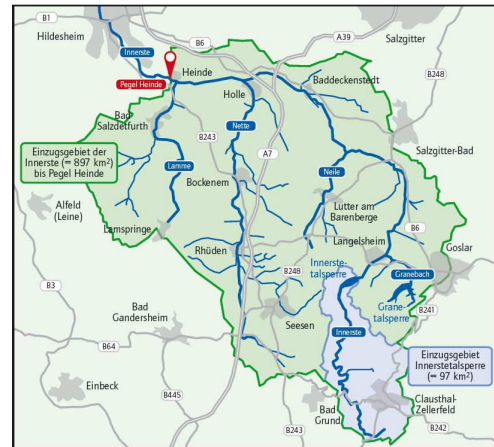 B1
Hildesheim
Innerste
B6
A39
Salzgitter
B248
Pegel Heinde
Heinde
Holle
Baddeckenstedt
Bad
Salzdetfurth
B243
Nette
A7
Salzgitter-Bad
Einzugsgebiet der
Innerste (= 897 km²)
bis Pegel Heinde
Lamme
Bockenem
Neile
Alfeld
(Leine)
Lamspringe
Lutter am
Barenberge
B6
Rhüden
Langelsheim
Goslar
Innerste-
talsperre
B248
Granebach
Grane-
talsperre
B241
B3
Bad
Gandersheim
Seesen
Innerste
B64
Einzugsgebiet
Innerstetalsperre
(= 97 km²)
Einbeck
B445
Bad
Grund
Clausthal-
Zellerfeld
B243
B242